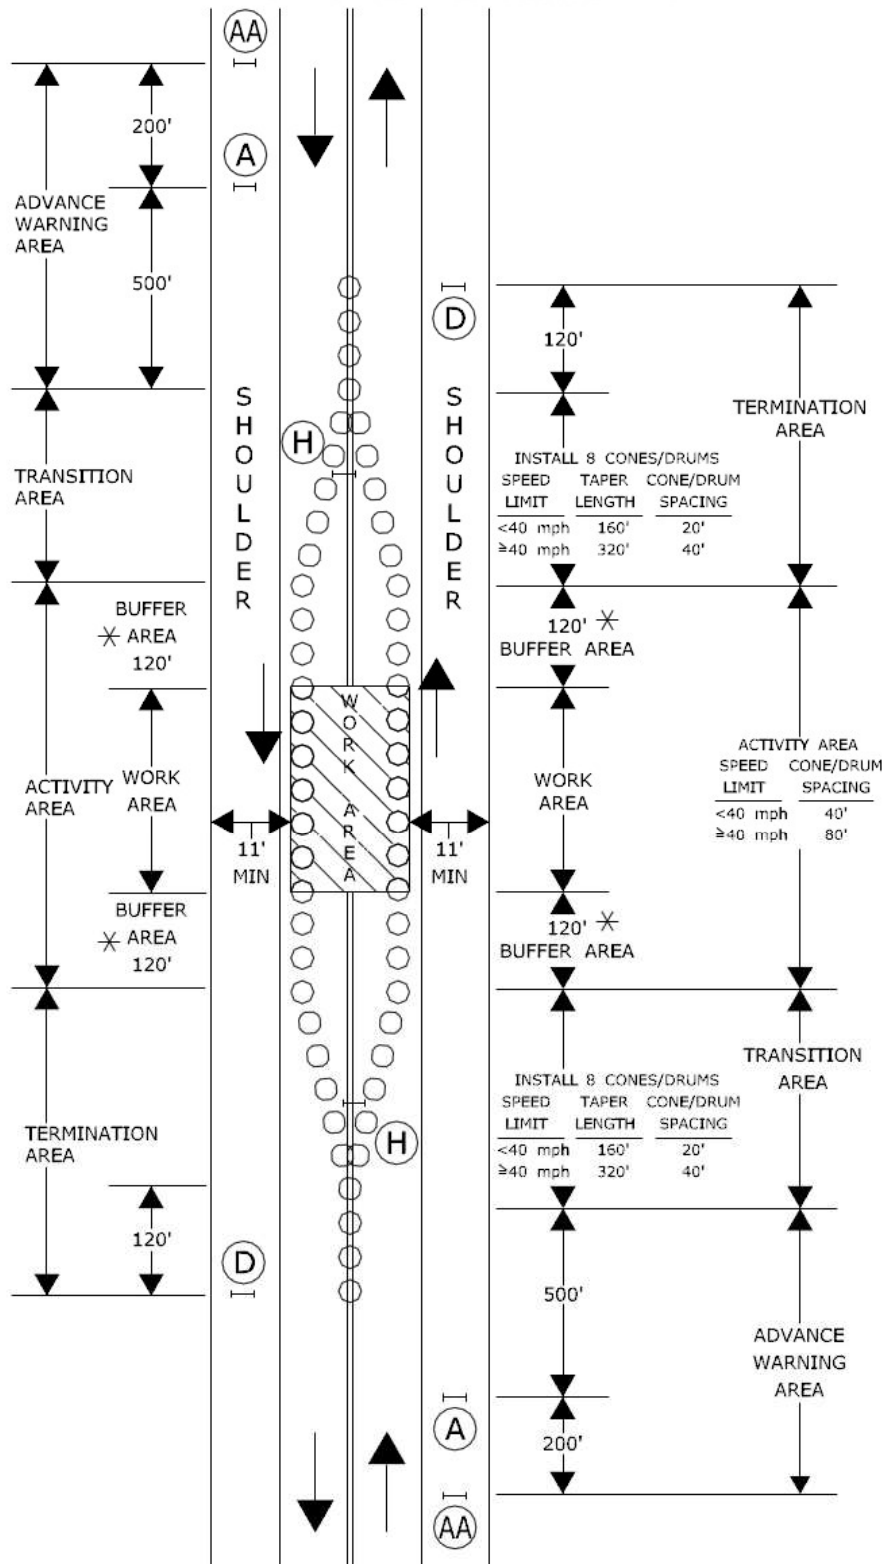 AA
200'
A
ADVANCE
WARNING
AREA
500'
D
120'
TERMINATION
AREA
SHOULDER
SHOULDER
H
TRANSITION
AREA
INSTALL 8 CONES/DRUMS
SPEED TAPER CONE/DRUM
LIMIT LENGTH SPACING
<40 mph 160' 20'
≥40 mph 320' 40'
BUFFER
* AREA
120'
120' *
BUFFER AREA
WORK AREA
ACTIVITY
AREA
WORK
AREA
WORK
AREA
ACTIVITY AREA
SPEED CONE/DRUM
LIMIT SPACING
<40 mph 40'
≥40 mph 80'
11'
MIN
11'
MIN
BUFFER
* AREA
120'
120' *
BUFFER AREA
TRANSITION
AREA
INSTALL 8 CONES/DRUMS
SPEED TAPER CONE/DRUM
LIMIT LENGTH SPACING
<40 mph 160' 20'
≥40 mph 320' 40'
TERMINATION
AREA
H
120'
D
500'
ADVANCE
WARNING
AREA
A
200'
AA